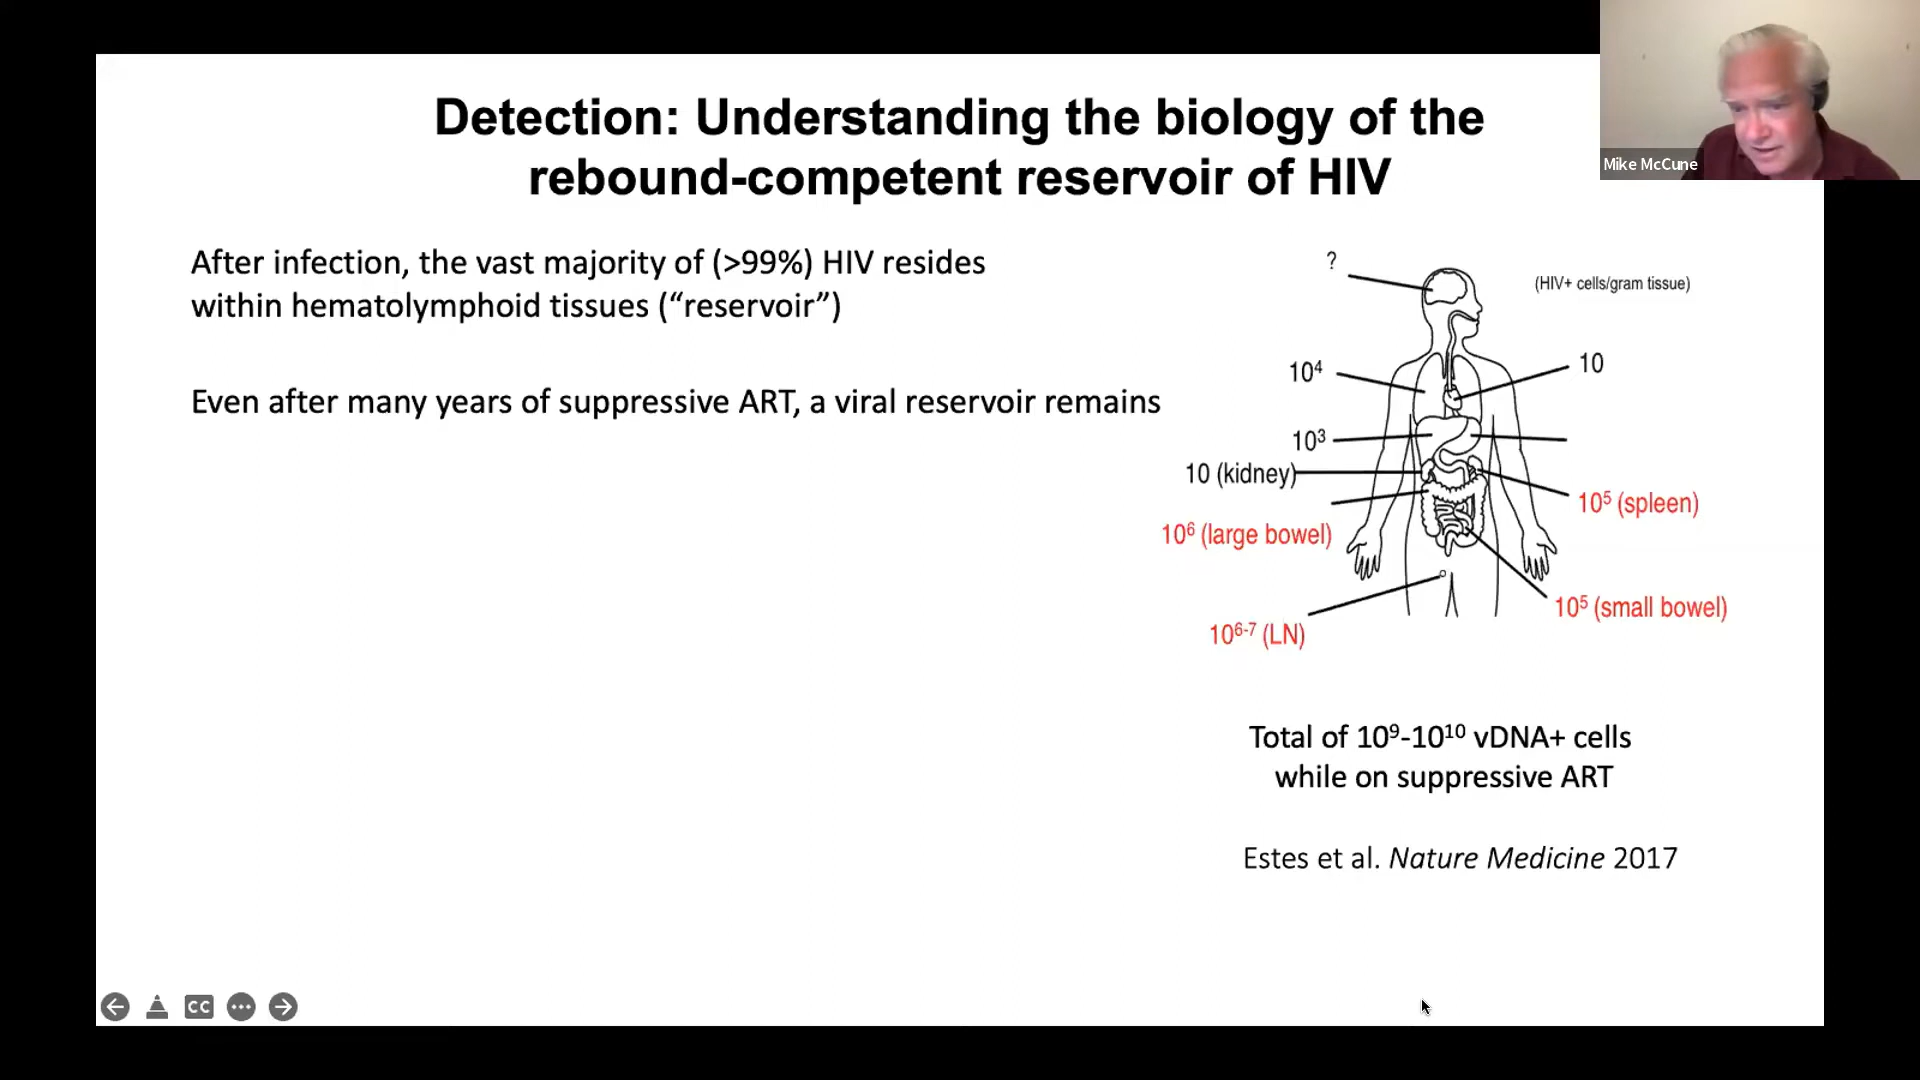 Detection: Understanding the biology of the
rebound-competent reservoir of HIV
Mike McCune
After infection, the vast majority of (>99%) HIV resides
within hematolymphoid tissues (“reservoir”)
Even after many years of suppressive ART, a viral reservoir remains
?
(HIV+ cells/gram tissue)
10⁴
10
10³
10 (kidney)
10⁵ (spleen)
10⁶ (large bowel)
10⁵ (small bowel)
10⁶⁻⁷ (LN)
Total of 10⁹-10¹⁰ vDNA+ cells
while on suppressive ART
Estes et al. Nature Medicine 2017
CC